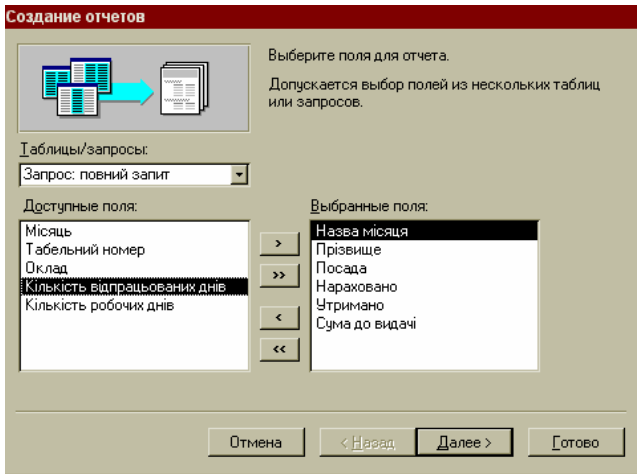 Создание отчетов
Выберите поля для отчета.
Допускается выбор полей из нескольких таблиц
или запросов.
Таблицы/запросы:
Запрос: повний запит
Доступные поля:
Місяць
Табельний номер
Оклад
Кількість відпрацьованих днів
Кількість робочих днів
>
>>
<
<<
Выбранные поля:
Назва місяця
Прізвище
Посада
Нараховано
Утримано
Сума до видачі
Отмена
< Назад
Далее >
Готово